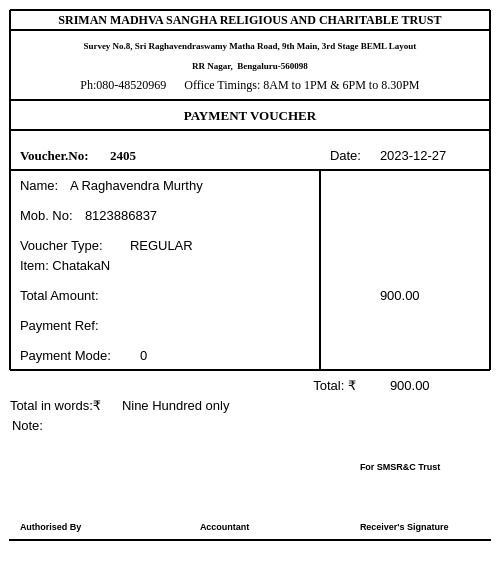 SRIMAN MADHVA SANGHA RELIGIOUS AND CHARITABLE TRUST
Survey No.8, Sri Raghavendraswamy Matha Road, 9th Main, 3rd Stage BEML Layout
RR Nagar, Bengaluru-560098
Ph:080-48520969 Office Timings: 8AM to 1PM & 6PM to 8.30PM
PAYMENT VOUCHER
Voucher.No: 2405 Date: 2023-12-27
Name: A Raghavendra Murthy
Mob. No: 8123886837
Voucher Type: REGULAR
Item: ChatakaN
Total Amount: 900.00
Payment Ref:
Payment Mode: 0
Total: ₹ 900.00
Total in words:₹ Nine Hundred only
Note:
For SMSR&C Trust
Authorised By Accountant Receiver's Signature